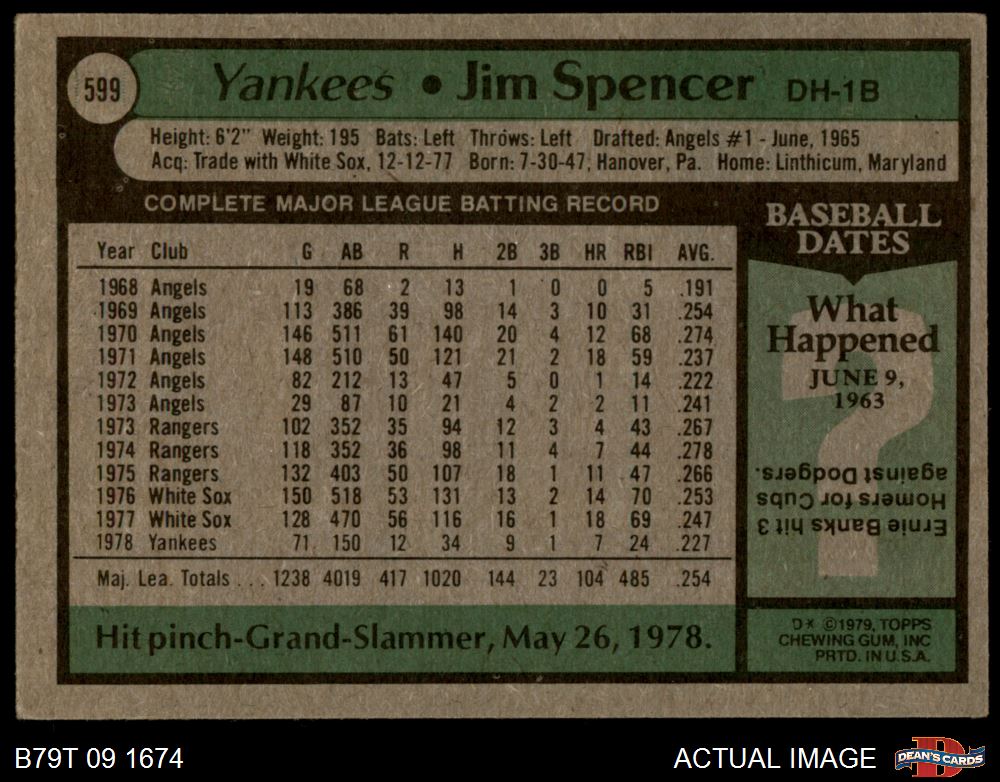 599 Yankees • Jim Spencer DH-1B
Height: 6'2" Weight: 195 Bats: Left Throws: Left Drafted: Angels #1 - June, 1965
Acq: Trade with White Sox, 12-12-77 Born: 7-30-47, Hanover, Pa. Home: Linthicum, Maryland
COMPLETE MAJOR LEAGUE BATTING RECORD
Year Club G AB R H 2B 3B HR RBI AVG.
1968 Angels 19 68 2 13 1 0 0 5 .191
1969 Angels 113 386 39 98 14 3 10 31 .254
1970 Angels 146 511 61 140 20 4 12 68 .274
1971 Angels 148 510 50 121 21 2 18 59 .237
1972 Angels 82 212 13 47 5 0 1 14 .222
1973 Angels 29 87 10 21 4 2 2 11 .241
1973 Rangers 102 352 35 94 12 3 4 43 .267
1974 Rangers 118 352 36 98 11 4 7 44 .278
1975 Rangers 132 403 50 107 18 1 11 47 .266
1976 White Sox 150 518 53 131 13 2 14 70 .253
1977 White Sox 128 470 56 116 16 1 18 69 .247
1978 Yankees 71 150 12 34 9 1 7 24 .227
Maj. Lea. Totals . . . 1238 4019 417 1020 144 23 104 485 .254
Hit pinch-Grand-Slammer, May 26, 1978.
BASEBALL
DATES
What
Happened
JUNE 9,
1963
?
Ernie Banks hit 3
Homers for Cubs
against Dodgers.
D* ©1979, TOPPS
CHEWING GUM, INC
PRTD. IN U.S.A.
B79T 09 1674
ACTUAL IMAGE
D
DEAN'S CARDS